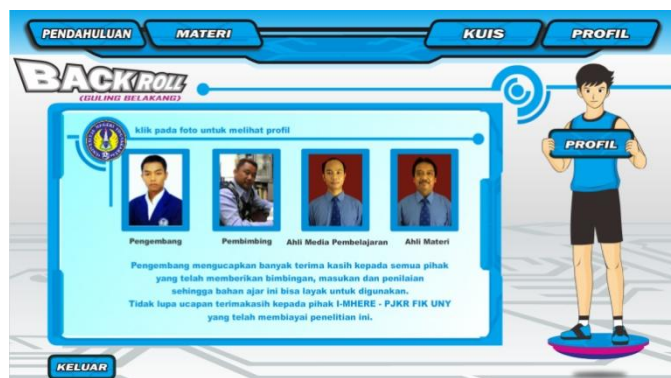 PENDAHULUAN MATERI KUIS PROFIL
BACK ROLL
(GULING BELAKANG)
klik pada foto untuk melihat profil
PROFIL
Pengembang Pembimbing Ahli Media Pembelajaran Ahli Materi
Pengembang mengucapkan banyak terima kasih kepada semua pihak
yang telah memberikan bimbingan, masukan dan penilaian
sehingga bahan ajar ini bisa layak untuk digunakan.
Tidak lupa ucapan terimakasih kepada pihak I-MHERE - PJKR FIK UNY
yang telah membiayai penelitian ini.
KELUAR